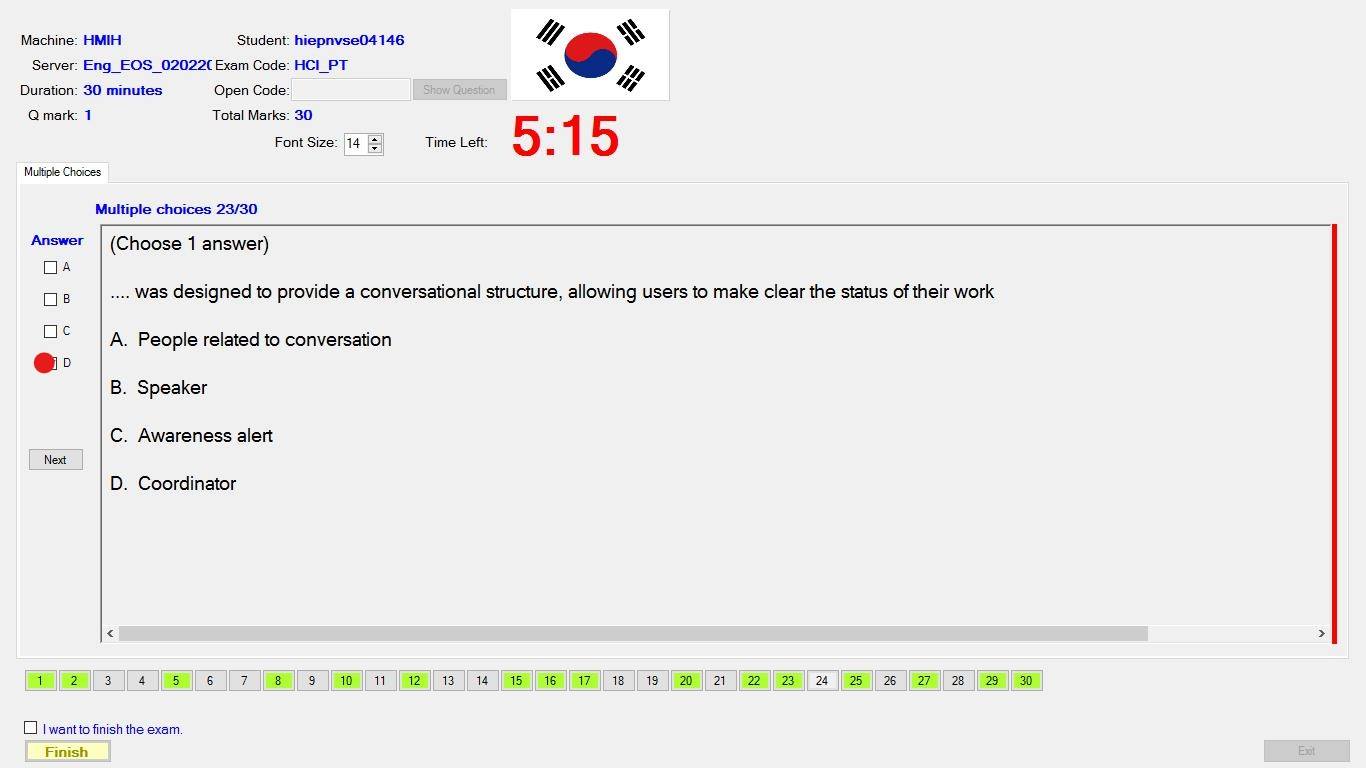 Machine: HMIH Student: hiepnvse04146
Server: Eng_EOS_02022 Exam Code: HCI_PT
Duration: 30 minutes Open Code: Show Question
Q mark: 1 Total Marks: 30
Font Size: 14 Time Left: 5:15
Multiple Choices
Multiple choices 23/30
Answer
A
B
C
D
Next
(Choose 1 answer)
.... was designed to provide a conversational structure, allowing users to make clear the status of their work
A. People related to conversation
B. Speaker
C. Awareness alert
D. Coordinator
1 2 3 4 5 6 7 8 9 10 11 12 13 14 15 16 17 18 19 20 21 22 23 24 25 26 27 28 29 30
I want to finish the exam.
Finish
Exit